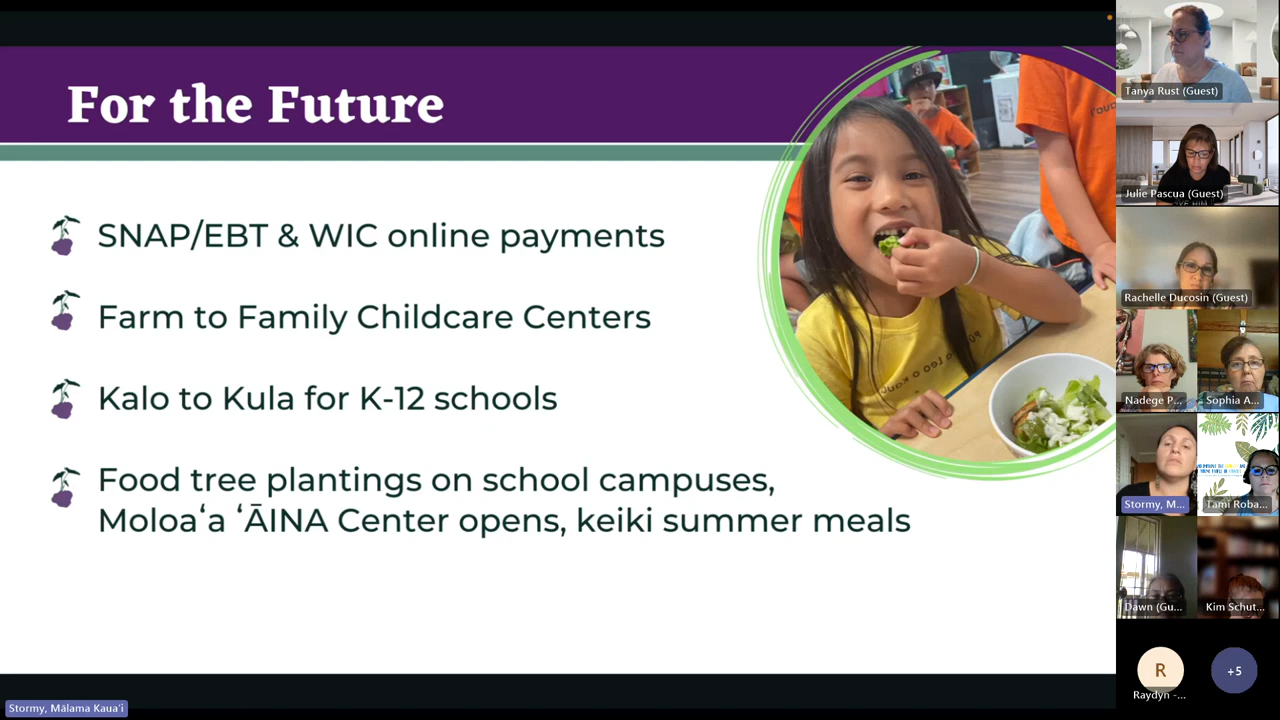 For the Future
SNAP/EBT & WIC online payments
Farm to Family Childcare Centers
Kalo to Kula for K-12 schools
Food tree plantings on school campuses,
Moloaʻa ʻĀINA Center opens, keiki summer meals
Stormy, Mālama Kauaʻi
Tanya Rust (Guest)
Julie Pascua (Guest)
Rachelle Ducosin (Guest)
Nadege P...
Sophia A...
Stormy, M...
Tami Roba...
Dawn (Gu...
Kim Schut...
R
Raydyn -...
+5